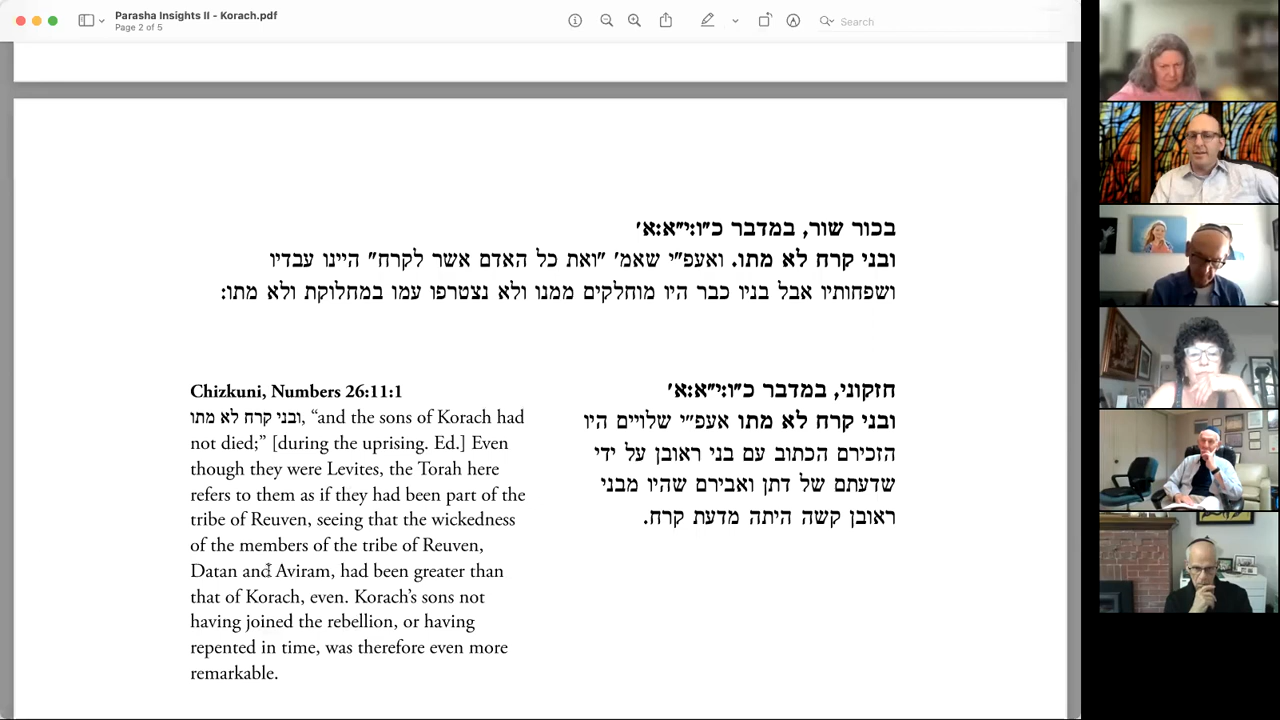 Parasha Insights II - Korach.pdf
Page 2 of 5
Search
בכור שור, במדבר כ״ו:י״א:א׳
ובני קרח לא מתו. ואעפ״י שאמ׳ ״ואת כל האדם אשר לקרח״ היינו עבדיו
ושפחותיו אבל בניו כבר היו מוחלקים ממנו ולא נצטרפו עמו במחלוקת ולא מתו:
Chizkuni, Numbers 26:11:1
ובני קרח לא מתו, “and the sons of Korach had
not died;” [during the uprising. Ed.] Even
though they were Levites, the Torah here
refers to them as if they had been part of the
tribe of Reuven, seeing that the wickedness
of the members of the tribe of Reuven,
Datan and Aviram, had been greater than
that of Korach, even. Korach’s sons not
having joined the rebellion, or having
repented in time, was therefore even more
remarkable.
חזקוני, במדבר כ״ו:י״א:א׳
ובני קרח לא מתו אעפ״י שלויים היו
הזכירם הכתוב עם בני ראובן על ידי
שדעתם של דתן ואבירם שהיו מבני
ראובן קשה היתה מדעת קרח.